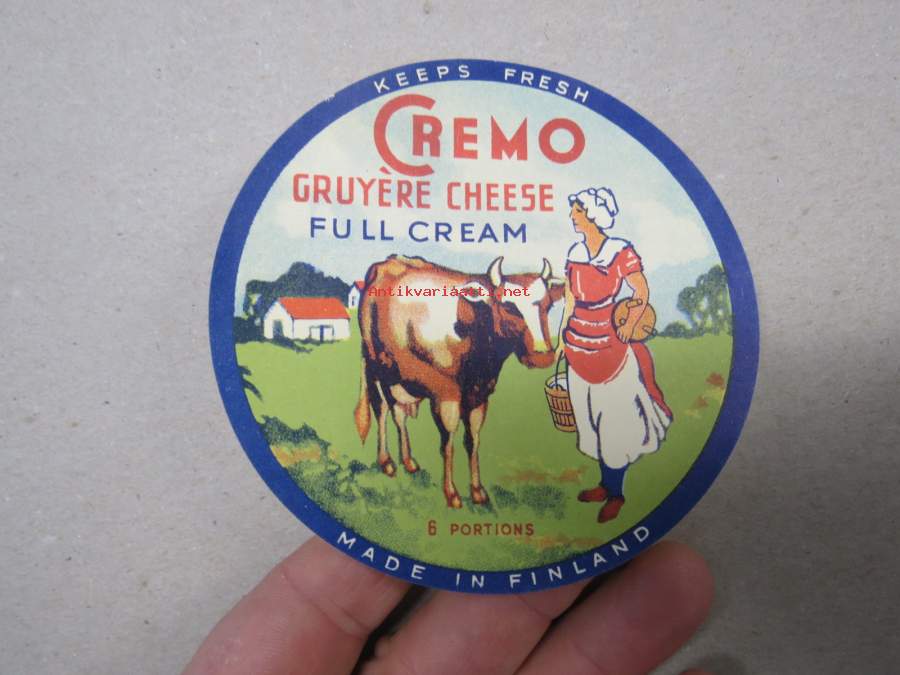 KEEPS FRESH
CREMO
GRUYÈRE CHEESE
FULL CREAM
Antikvariaatti.net
6 PORTIONS
MADE IN FINLAND